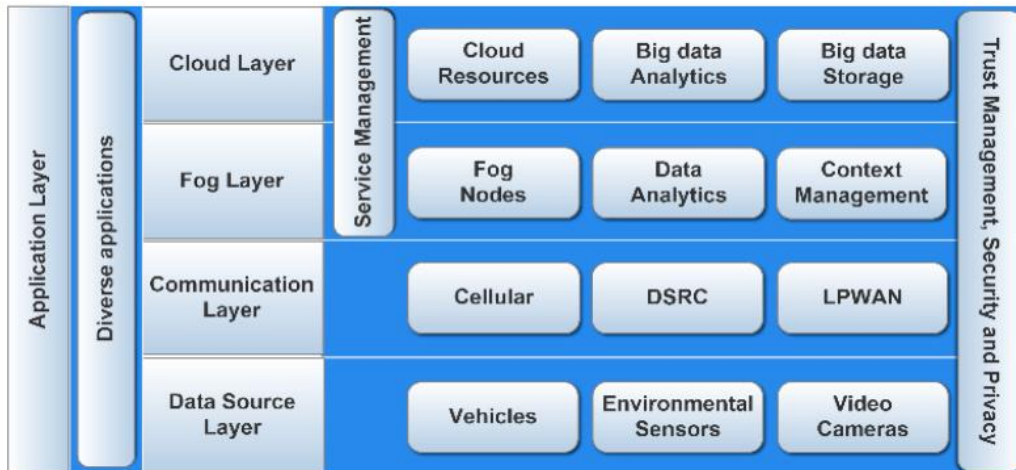 Application Layer
Diverse applications
Cloud Layer
Service Management
Cloud
Resources
Big data
Analytics
Big data
Storage
Trust Management, Security and Privacy
Fog Layer
Fog
Nodes
Data
Analytics
Context
Management
Communication
Layer
Cellular
DSRC
LPWAN
Data Source
Layer
Vehicles
Environmental
Sensors
Video
Cameras